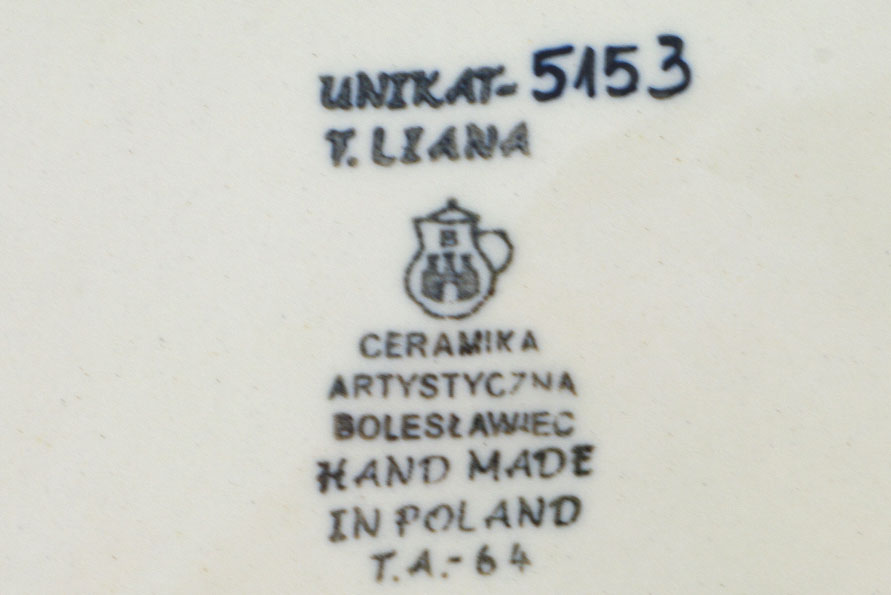 UNIKAT-5153
T. LIANA
B
CERAMIKA
ARTYSTYCZNA
BOLESŁAWIEC
HAND MADE
IN POLAND
T.A.-64